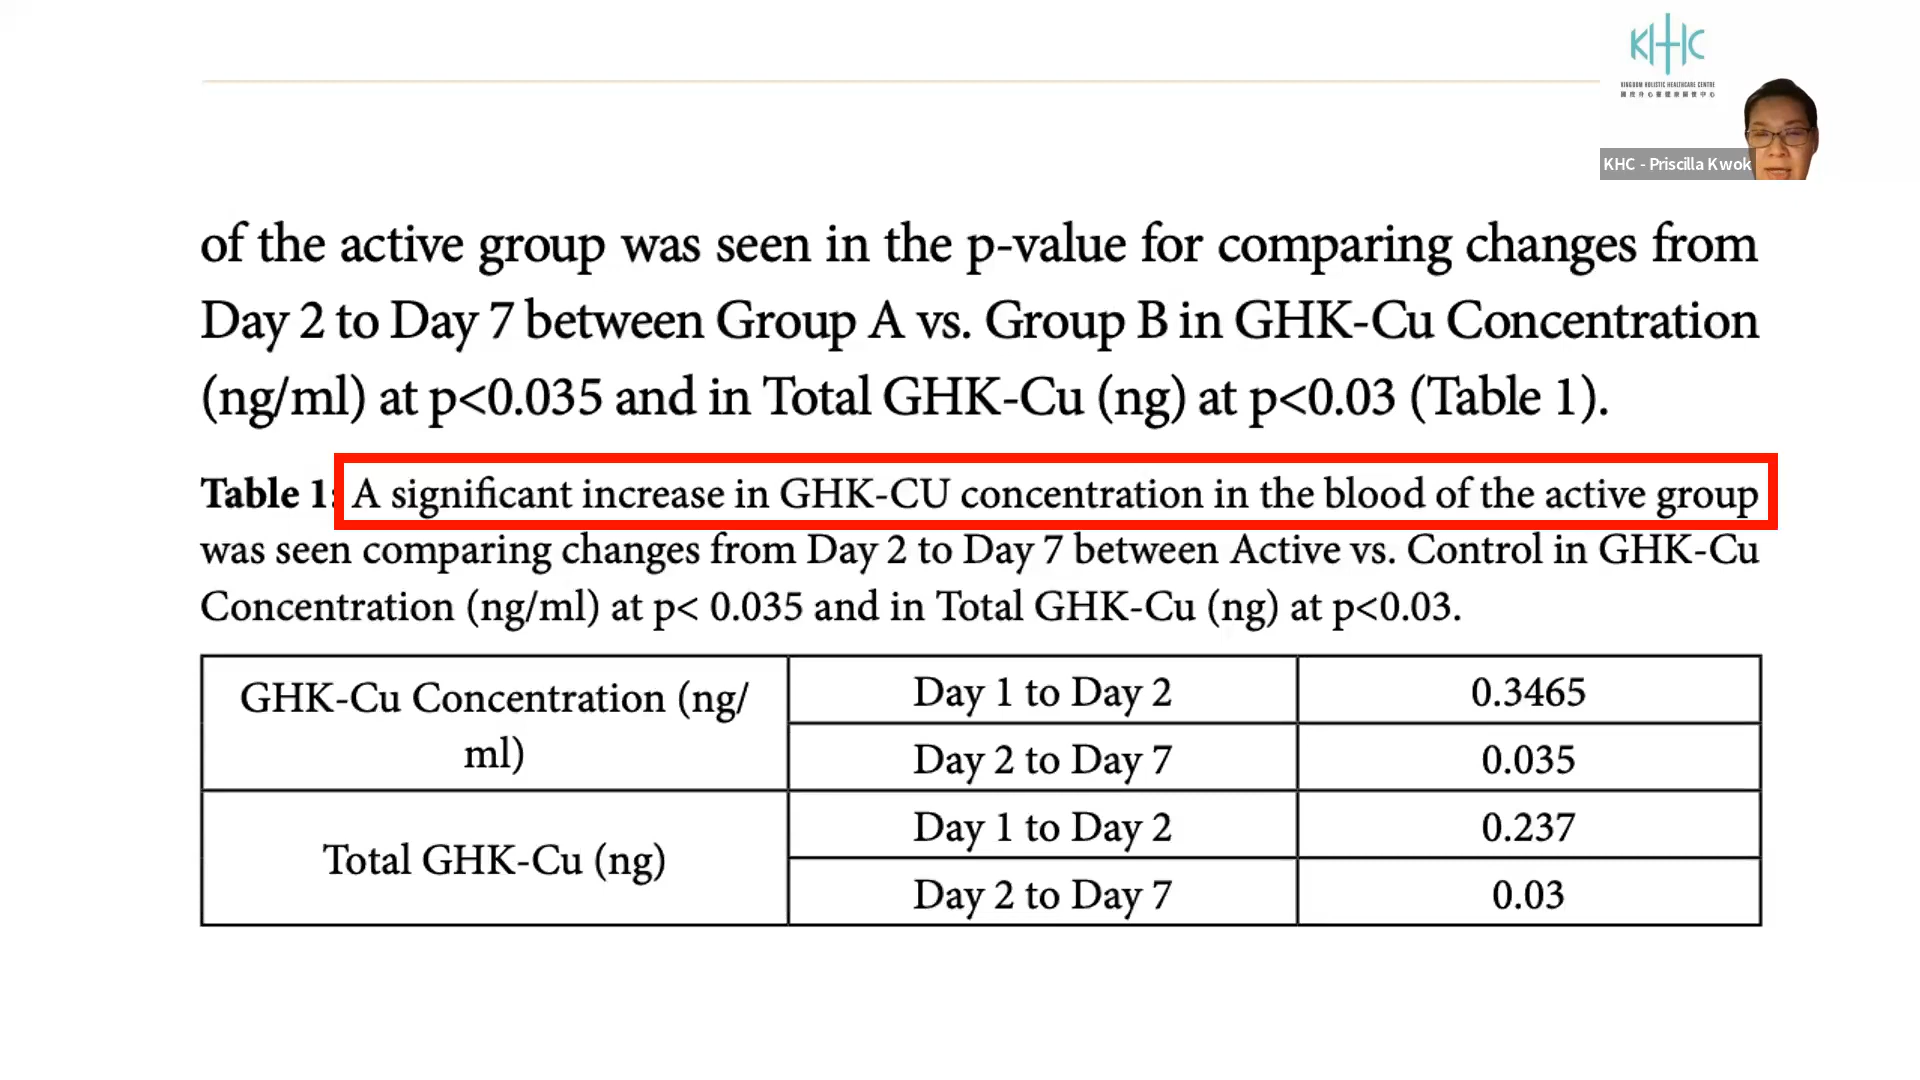 KHC
KINGDOM HOLISTIC HEALTHCARE CENTRE
KHC - Priscilla Kwok
of the active group was seen in the p-value for comparing changes from
Day 2 to Day 7 between Group A vs. Group B in GHK-Cu Concentration
(ng/ml) at p<0.035 and in Total GHK-Cu (ng) at p<0.03 (Table 1).
Table 1: A significant increase in GHK-CU concentration in the blood of the active group
was seen comparing changes from Day 2 to Day 7 between Active vs. Control in GHK-Cu
Concentration (ng/ml) at p< 0.035 and in Total GHK-Cu (ng) at p<0.03.
GHK-Cu Concentration (ng/
ml)
Day 1 to Day 2 0.3465
Day 2 to Day 7 0.035
Total GHK-Cu (ng)
Day 1 to Day 2 0.237
Day 2 to Day 7 0.03